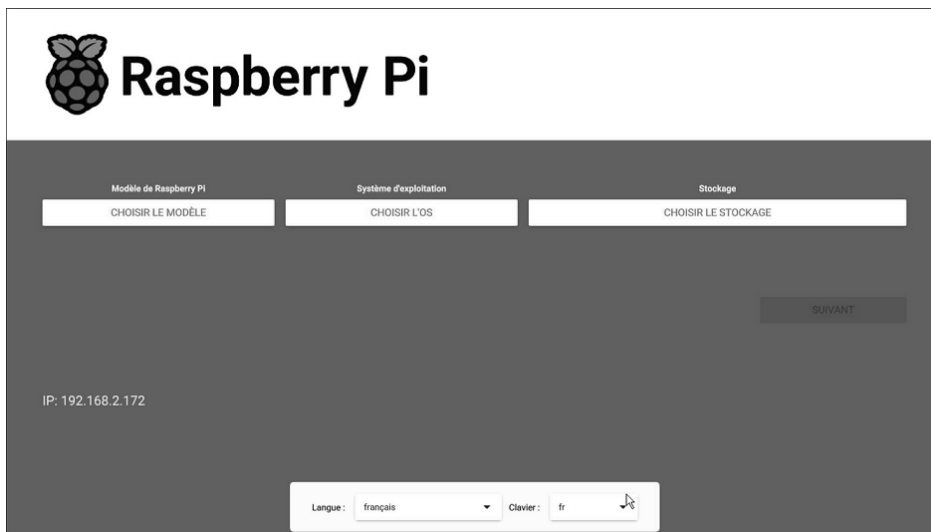 Raspberry Pi
Modèle de Raspberry Pi
CHOISIR LE MODÈLE
Système d'exploitation
CHOISIR L'OS
Stockage
CHOISIR LE STOCKAGE
SUIVANT
IP: 192.168.2.172
Langue : français
Clavier : fr